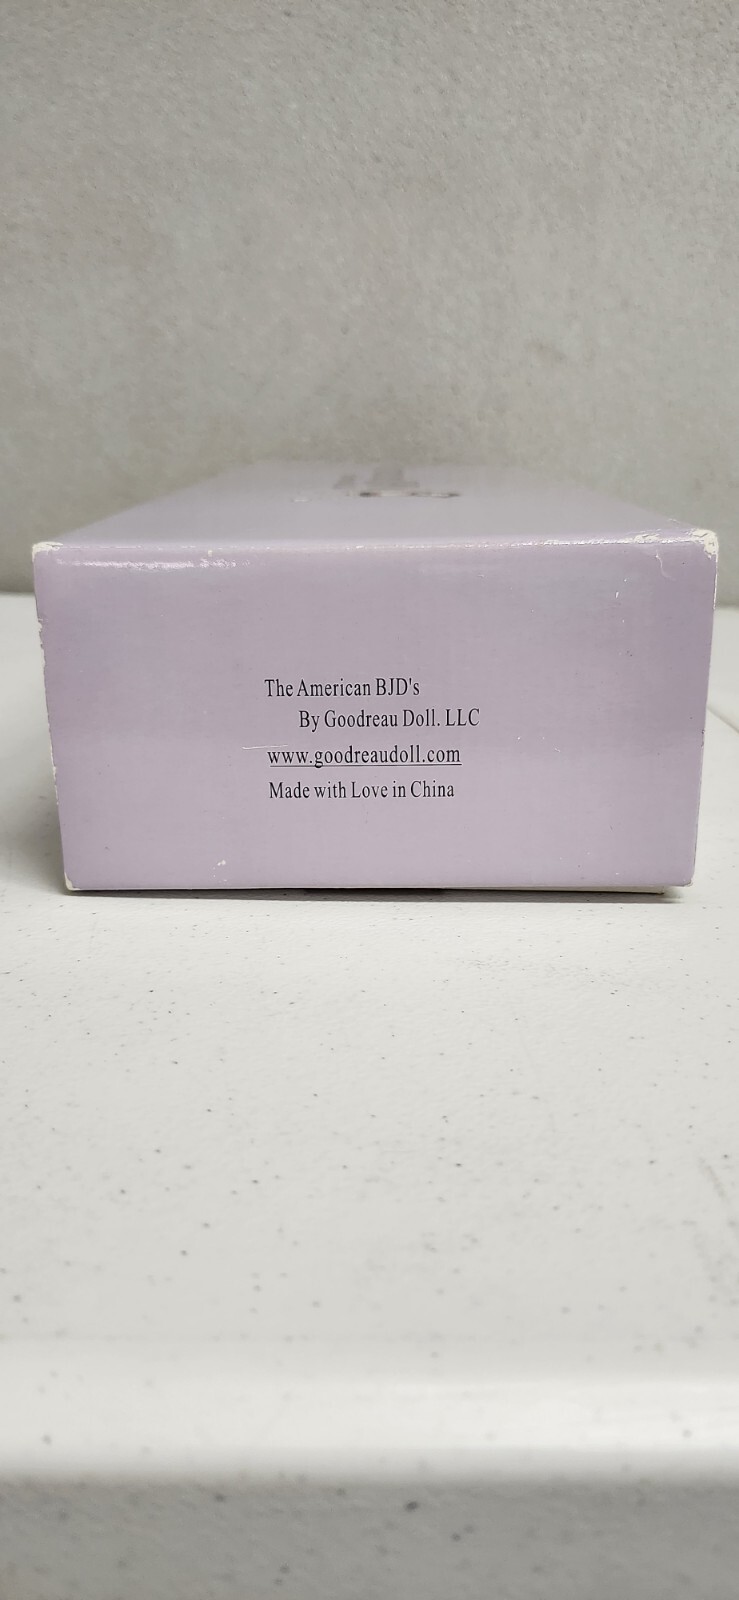 The American BJD's
By Goodreau Doll. LLC
www.goodreaudoll.com
Made with Love in China